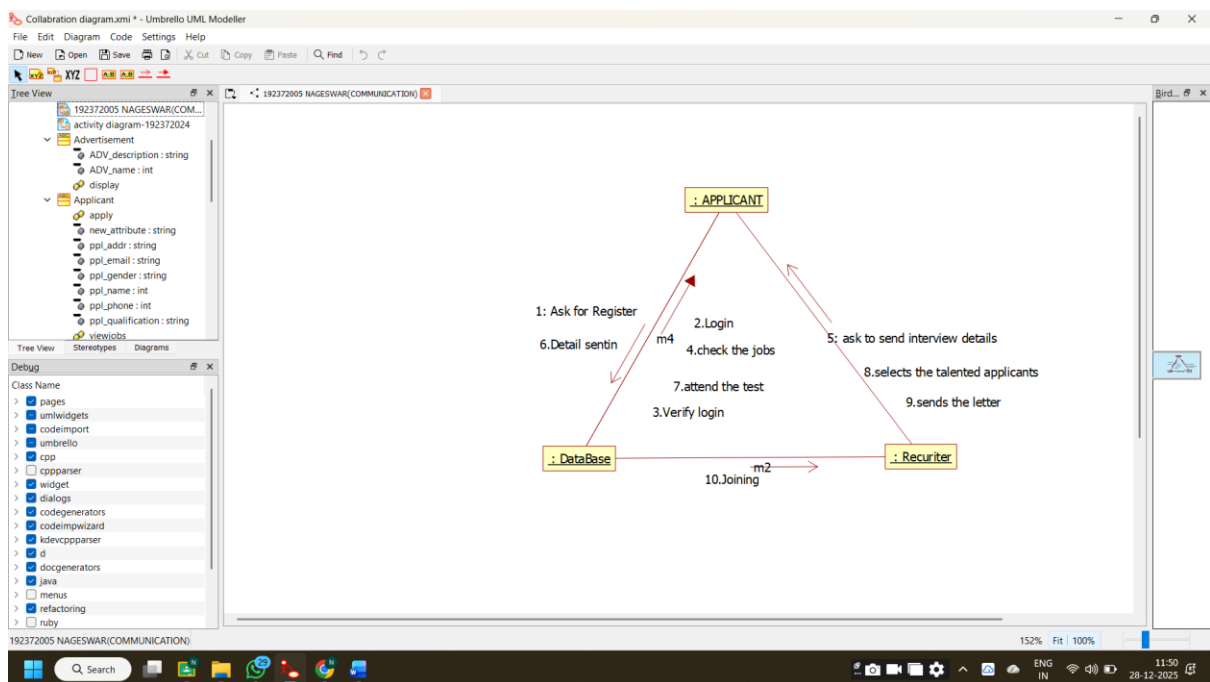 Collabration diagram.xmi * - Umbrello UML Modeller
File Edit Diagram Code Settings Help
New Open Save Cut Copy Paste Find
XYZ XYZ A:B A:B
Tree View
192372005 NAGESWAR(COMMUNICATION)
Bird...
192372005 NAGESWAR(COM...
activity diagram-192372024
Advertisement
ADV_description : string
ADV_name : int
display
Applicant
apply
new_attribute : string
ppl_addr : string
ppl_email : string
ppl_gender : string
ppl_name : int
ppl_phone : int
ppl_qualification : string
viewjobs
Tree View Stereotypes Diagrams
Debug
Class Name
pages
umlwidgets
codeimport
umbrello
cpp
cppparser
widget
dialogs
codegenerators
codeimpwizard
kdevcppparser
d
docgenerators
java
menus
refactoring
ruby
: APPLICANT
1: Ask for Register
2.Login
6.Detail sentin
m4
4.check the jobs
5: ask to send interview details
7.attend the test
8.selects the talented applicants
3.Verify login
9.sends the letter
: DataBase
: Recuriter
m2
10.Joining
192372005 NAGESWAR(COMMUNICATION)
152% Fit 100%
Search
29
ENG
IN
11:50
28-12-2025